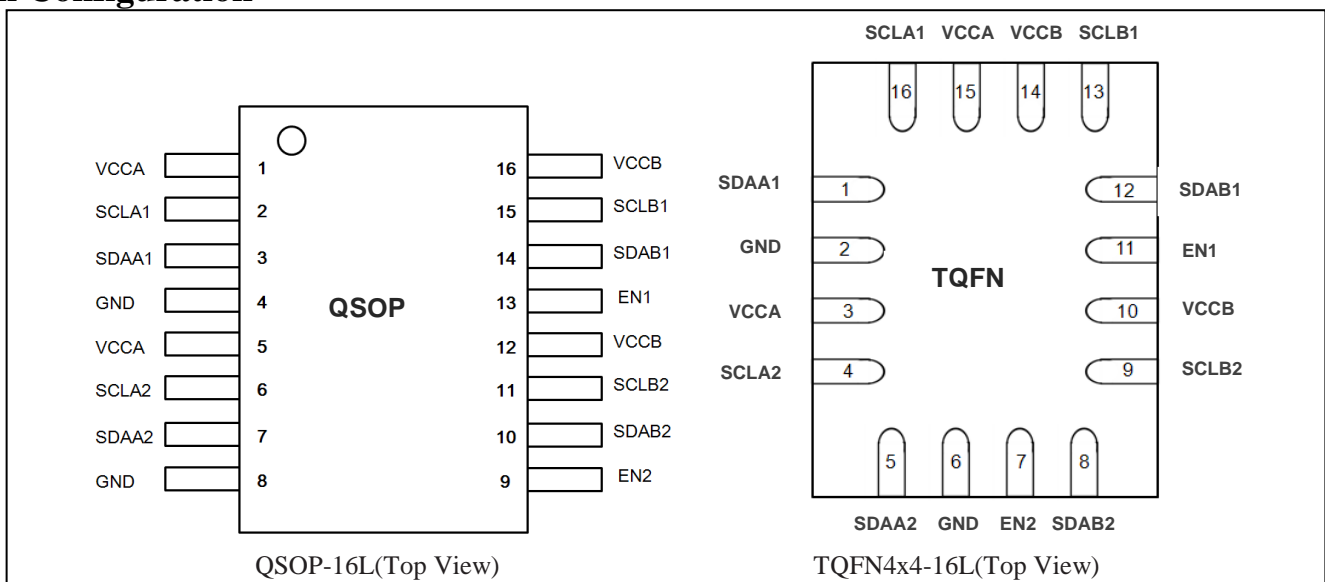 SCLA1 VCCA VCCB SCLB1
16 15 14 13
VCCA 1 16 VCCB
SCLA1 2 15 SCLB1
SDAA1 3 14 SDAB1
GND 4 13 EN1
QSOP
VCCA 5 12 VCCB
SCLA2 6 11 SCLB2
SDAA2 7 10 SDAB2
GND 8 9 EN2
QSOP-16L(Top View)
SDAA1 1 12 SDAB1
GND 2 11 EN1
TQFN
VCCA 3 10 VCCB
SCLA2 4 9 SCLB2
5 6 7 8
SDAA2 GND EN2 SDAB2
TQFN4x4-16L(Top View)